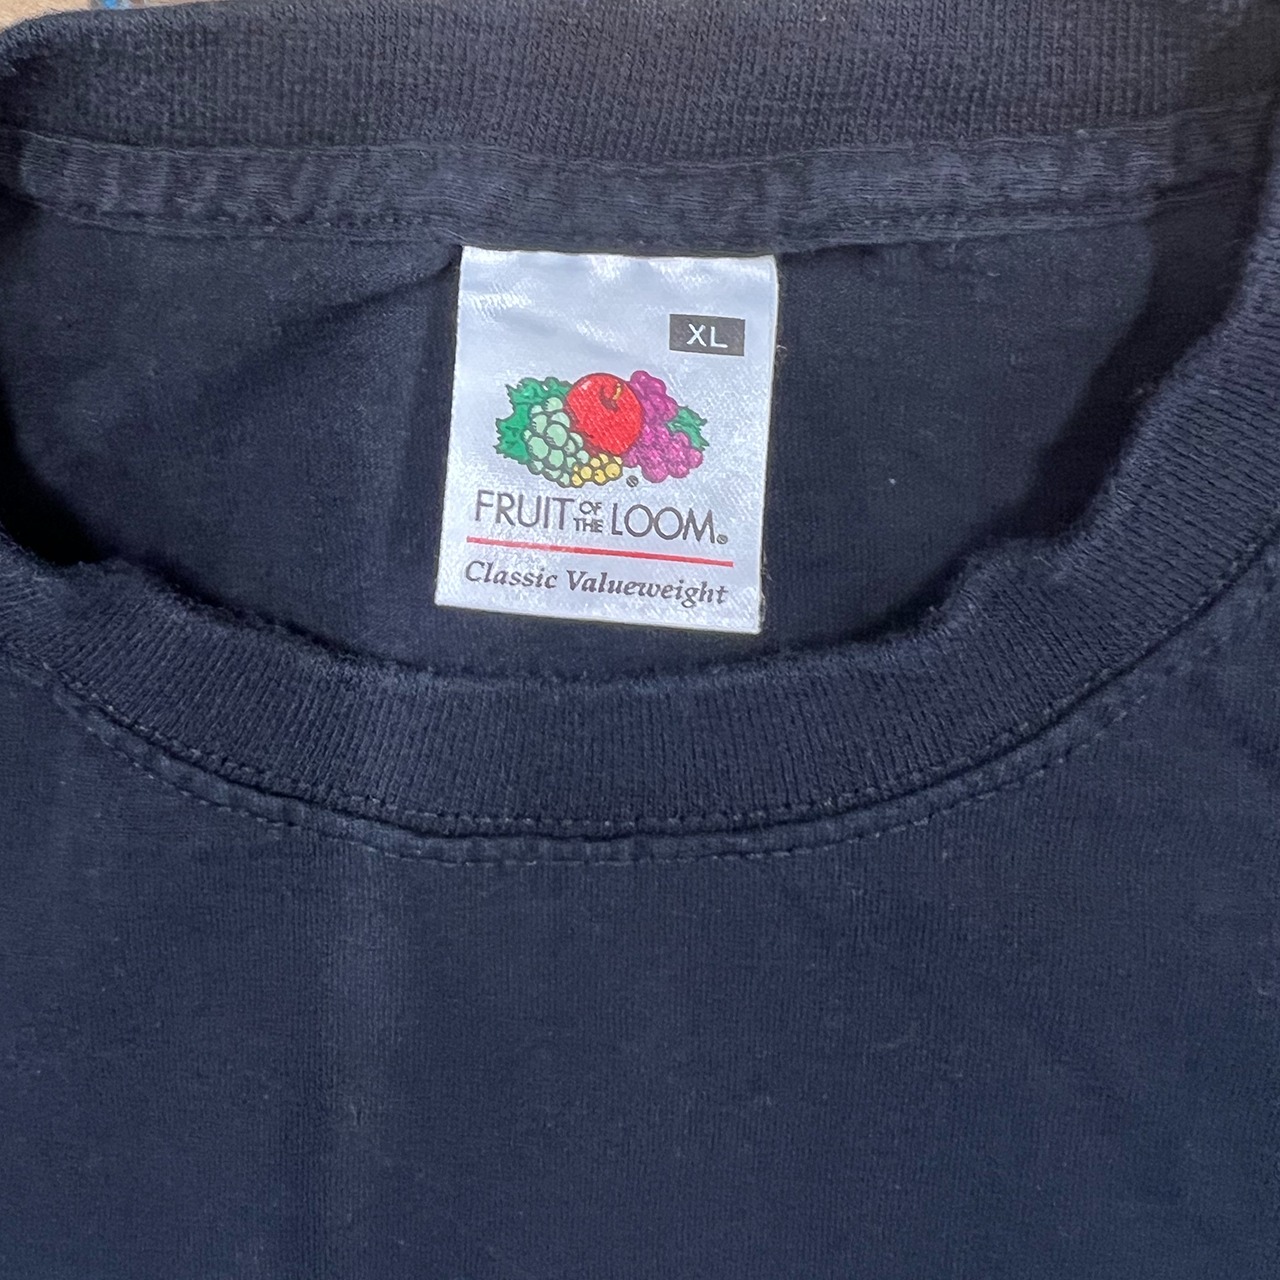 XL
FRUIT OF THE LOOM®
Classic Valueweight